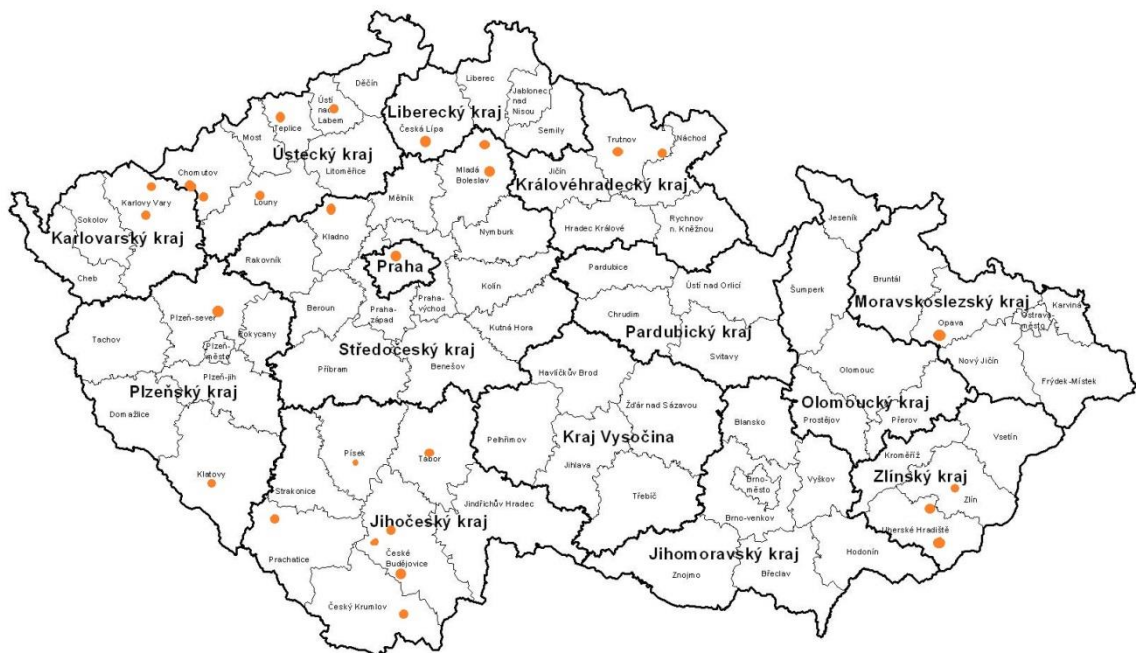 Děčín
Liberec
Ústí
nad
Labem
Jablonec
nad
Nisou
Teplice
Liberecký kraj
Most
Česká Lípa
Semily
Trutnov
Náchod
Ústecký kraj
Chomutov
Litoměřice
Mladá
Boleslav
Jičín
Královéhradecký kraj
Karlovy Vary
Louny
Mělník
Sokolov
Kladno
Nymburk
Hradec Králové
Rychnov
n. Kněžnou
Jeseník
Karlovarský kraj
Rakovník
Praha
Cheb
Pardubice
Bruntál
Kolín
Ústí nad Orlicí
Šumperk
Moravskoslezský kraj
Karviná
Ostrava-
město
Plzeň-sever
Beroun
Praha-
západ
Praha-
východ
Chrudim
Opava
Rokycany
Kutná Hora
Pardubický kraj
Tachov
Plzeň-
město
Středočeský kraj
Svitavy
Nový Jičín
Příbram
Benešov
Havlíčkův Brod
Olomouc
Frýdek-Místek
Plzeň-jih
Plzeňský kraj
Žďár nad Sázavou
Olomoucký kraj
Domažlice
Prostějov
Přerov
Blansko
Pelhřimov
Kraj Vysočina
Vsetín
Písek
Tábor
Kroměříž
Jihlava
Klatovy
Třebíč
Brno-
město
Vyškov
Zlínský kraj
Strakonice
Zlín
Jindřichův Hradec
Jihočeský kraj
Brno-venkov
Uherské Hradiště
Prachatice
České
Budějovice
Jihomoravský kraj
Hodonín
Znojmo
Břeclav
Český Krumlov